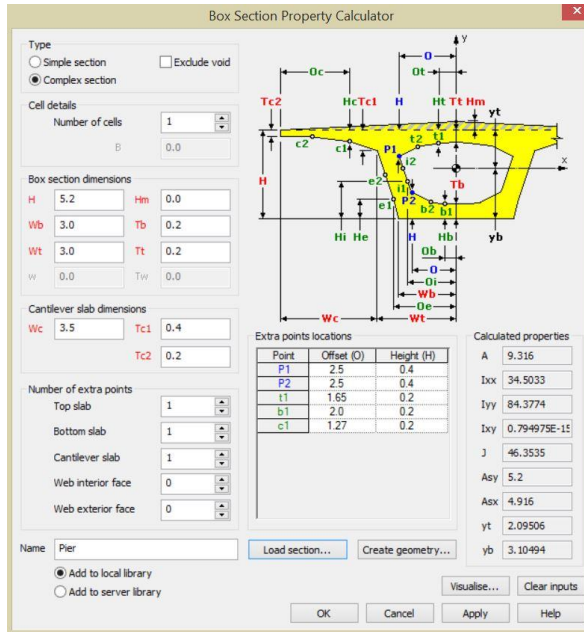 Box Section Property Calculator
Type
Simple section
Exclude void
Complex section
Cell details
Number of cells 1
B 0.0
Box section dimensions
H 5.2 Hm 0.0
Wb 3.0 Tb 0.2
Wt 3.0 Tt 0.2
w 0.0 Tw 0.0
Cantilever slab dimensions
Wc 3.5 Tc1 0.4
Tc2 0.2
Number of extra points
Top slab 1
Bottom slab 1
Cantilever slab 1
Web interior face 0
Web exterior face 0
y
O
Oc Ot
Tc2 Hc Tc1 H Ht Tt Hm yt
P1 t2 t1
c2 c1
i2
x
H e2 i1 Tb
P2
e1 b2 b1
Hi He H Hb yb
Ob
O
Oi
Wb
Oe
Wc Wt
Extra points locations
Point Offset (O) Height (H)
P1 2.5 0.4
P2 2.5 0.4
t1 1.65 0.2
b1 2.0 0.2
c1 1.27 0.2
Calculated properties
A 9.316
Ixx 34.5033
Iyy 84.3774
Ixy 0.794975E-15
J 46.3535
Asy 5.2
Asx 4.916
yt 2.09506
yb 3.10494
Name Pier
Load section... Create geometry...
Add to local library
Add to server library
Visualise... Clear inputs
OK Cancel Apply Help